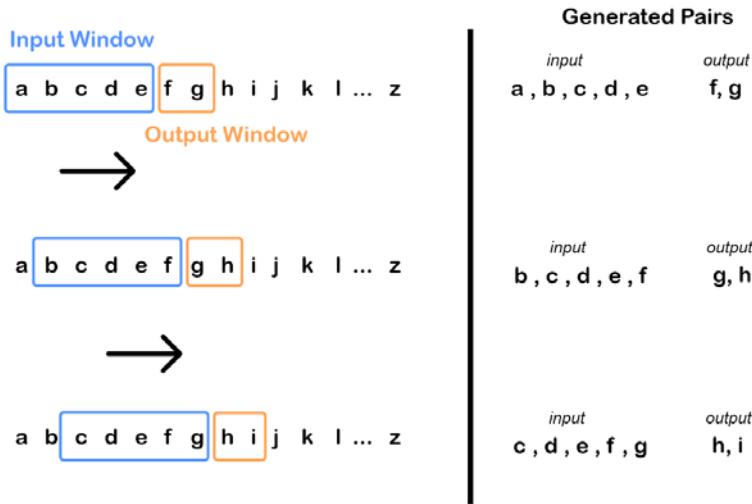 Input Window
a b c d e f g h i j k l ... z
Output Window
a b c d e f g h i j k l ... z
a b c d e f g h i j k l ... z
Generated Pairs
input output
a , b , c , d , e f, g
input output
b , c , d , e , f g, h
input output
c , d , e , f , g h, i